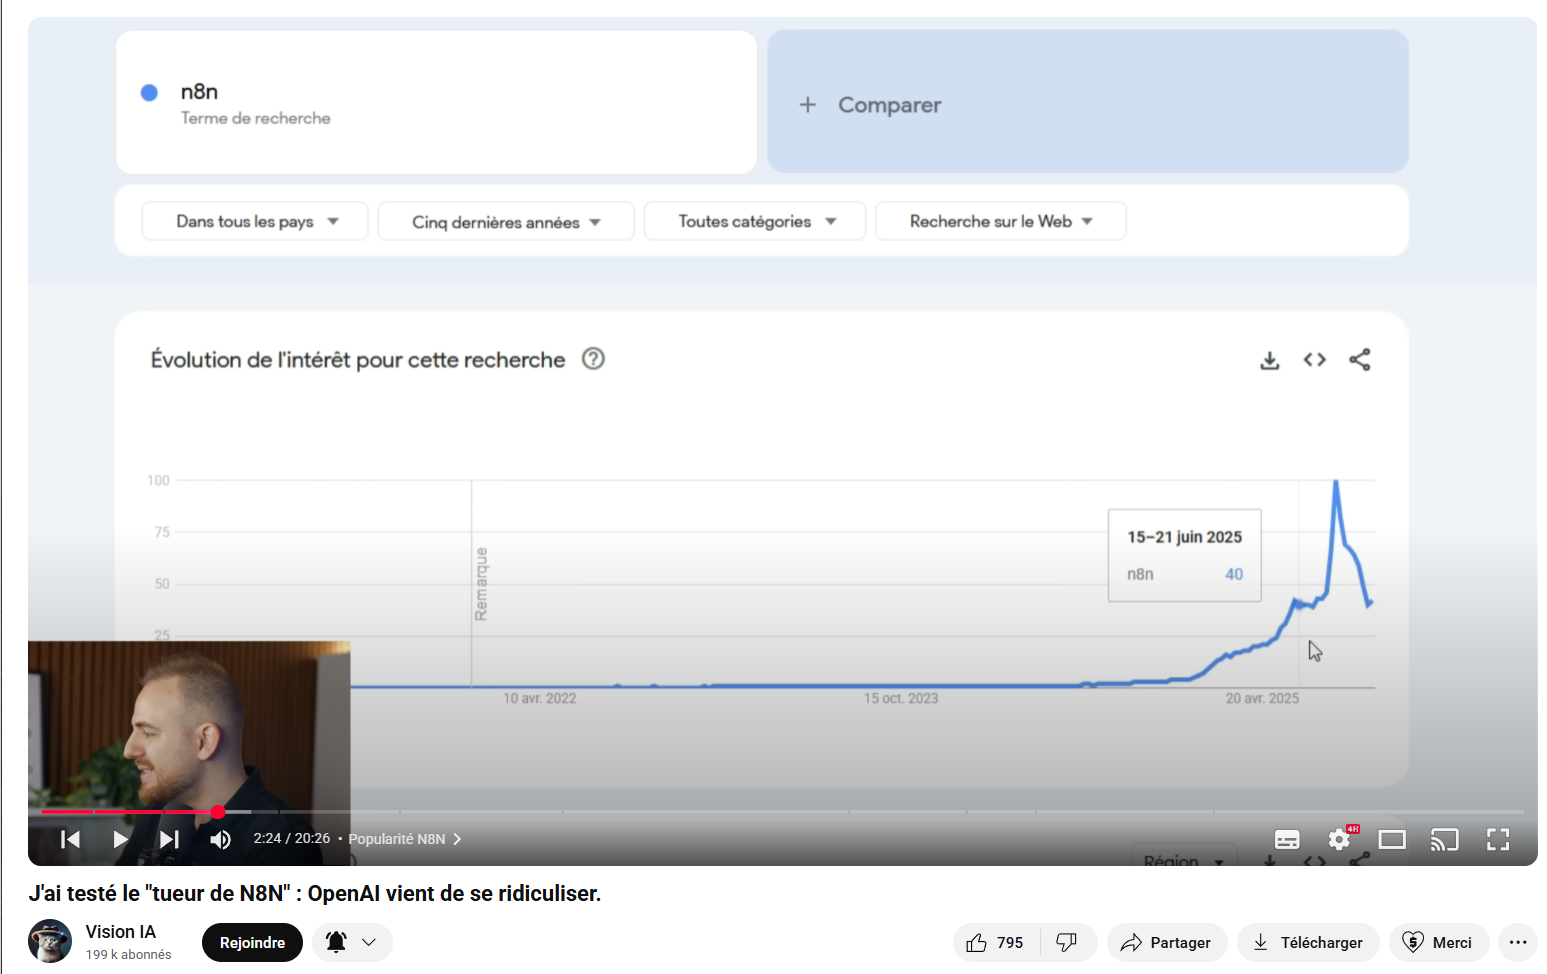 n8n
Terme de recherche
+ Comparer
Dans tous les pays
Cinq dernières années
Toutes catégories
Recherche sur le Web
Évolution de l'intérêt pour cette recherche ?
100
75
50
25
Remarque
15–21 juin 2025
n8n 40
10 avr. 2022
15 oct. 2023
20 avr. 2025
2:24 / 20:26 • Popularité N8N
4K
Région
J'ai testé le "tueur de N8N" : OpenAI vient de se ridiculiser.
Vision IA
199 k abonnés
Rejoindre
795
Partager
Télécharger
Merci